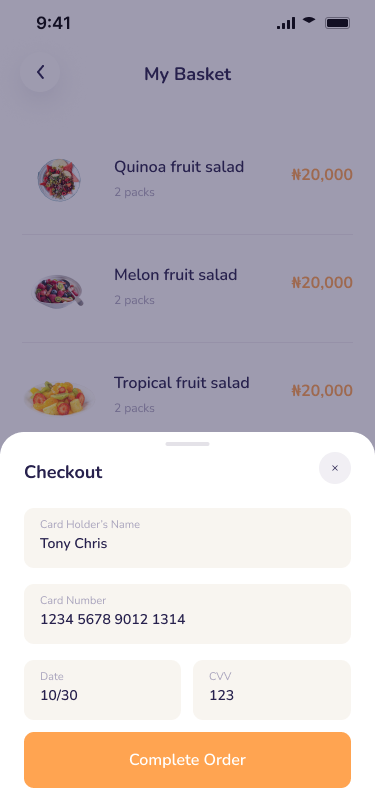 9:41
My Basket
Quinoa fruit salad
₦20,000
2 packs
Melon fruit salad
₦20,000
2 packs
Tropical fruit salad
₦20,000
2 packs
Checkout
×
Card Holder's Name
Tony Chris
Card Number
1234 5678 9012 1314
Date
10/30
CVV
123
Complete Order